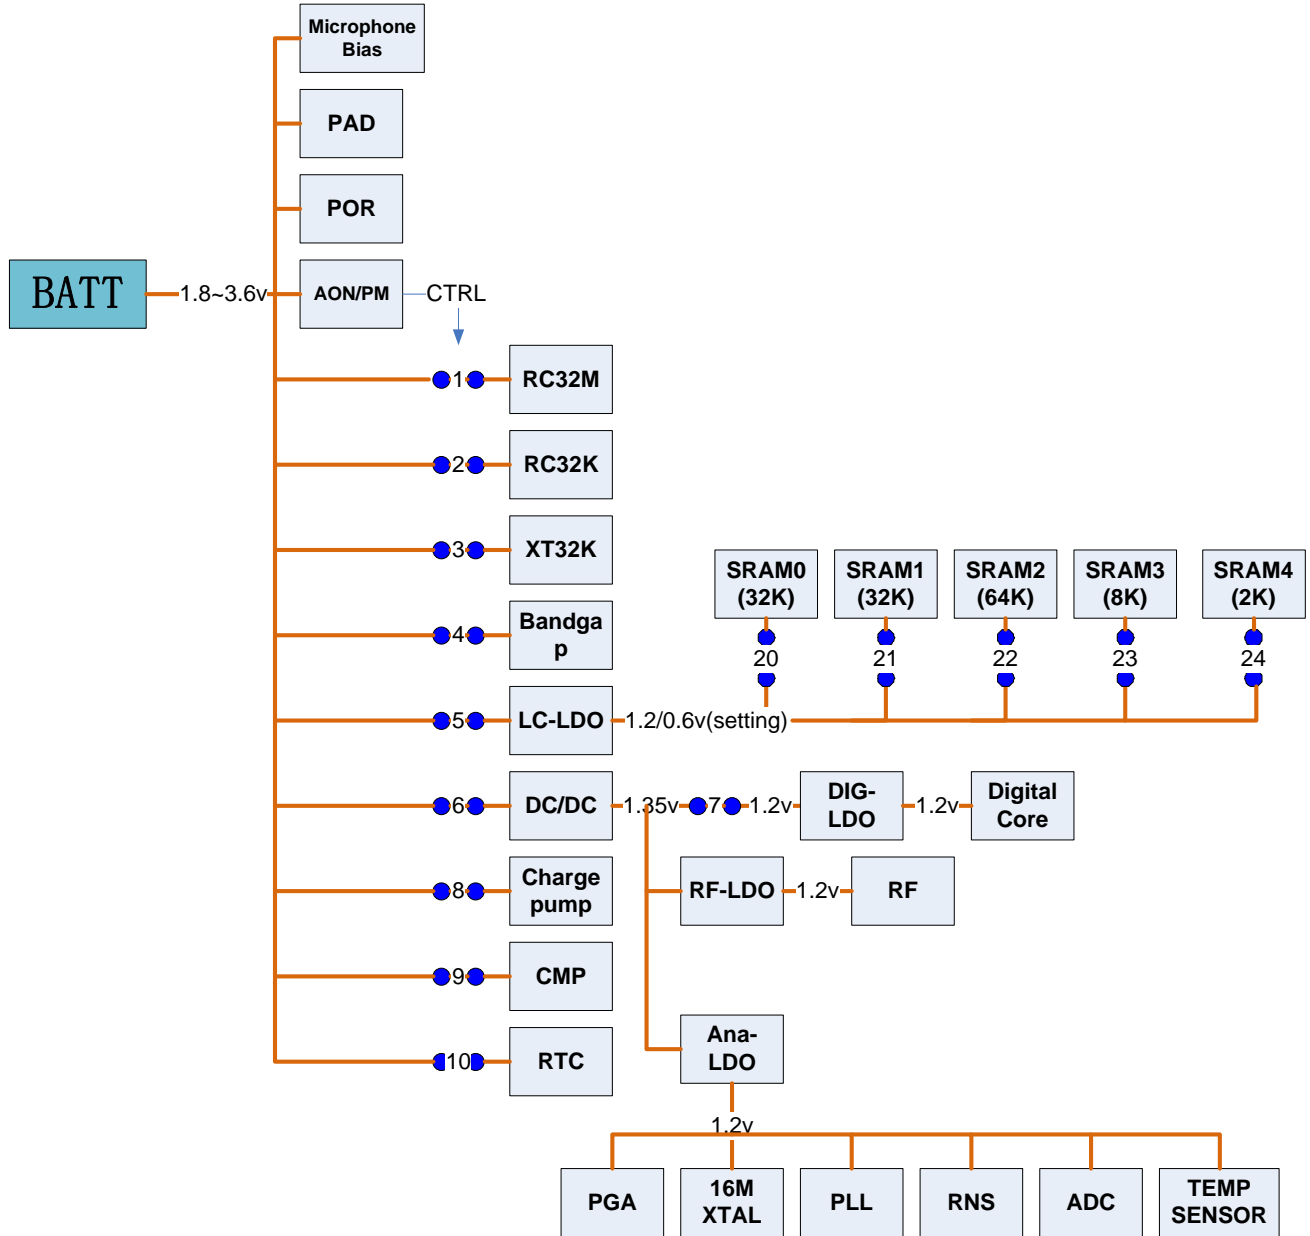 Microphone
Bias
PAD
POR
BATT
1.8~3.6v
AON/PM
CTRL
1
RC32M
2
RC32K
3
XT32K
SRAM0
(32K)
SRAM1
(32K)
SRAM2
(64K)
SRAM3
(8K)
SRAM4
(2K)
20
21
22
23
24
4
Bandga
p
5
LC-LDO
1.2/0.6v(setting)
6
DC/DC
1.35v
7
1.2v
DIG-
LDO
1.2v
Digital
Core
8
Charge
pump
RF-LDO
1.2v
RF
9
CMP
10
RTC
Ana-
LDO
1.2v
PGA
16M
XTAL
PLL
RNS
ADC
TEMP
SENSOR